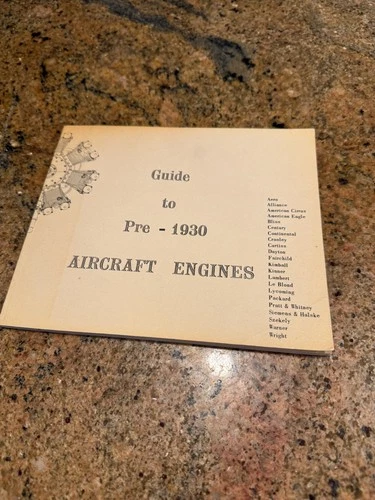 Guide
to
Pre - 1930
AIRCRAFT ENGINES
Aero
Alliance
American Cirrus
American Eagle
Bliss
Century
Continental
Crosley
Curtiss
Dayton
Fairchild
Kimball
Kinner
Lambert
Le Blond
Lycoming
Packard
Pratt & Whitney
Siemens & Halske
Szekely
Warner
Wright